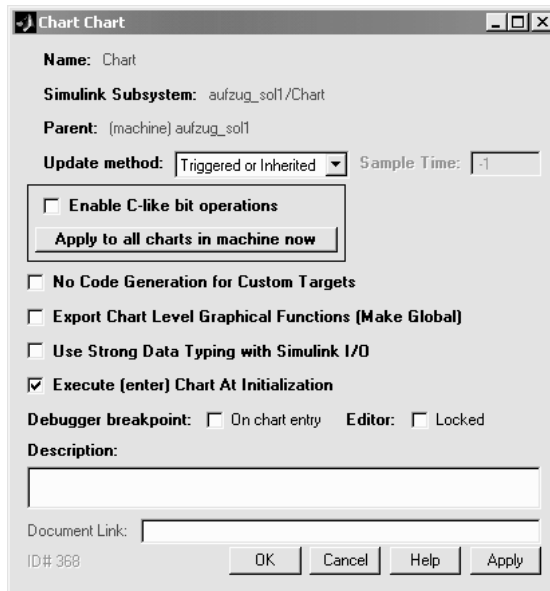 Chart Chart
Name: Chart
Simulink Subsystem: aufzug_sol1/Chart
Parent: (machine) aufzug_sol1
Update method: Triggered or Inherited Sample Time: -1
Enable C-like bit operations
Apply to all charts in machine now
No Code Generation for Custom Targets
Export Chart Level Graphical Functions (Make Global)
Use Strong Data Typing with Simulink I/O
Execute (enter) Chart At Initialization
Debugger breakpoint: On chart entry Editor: Locked
Description:
Document Link:
ID# 368 OK Cancel Help Apply